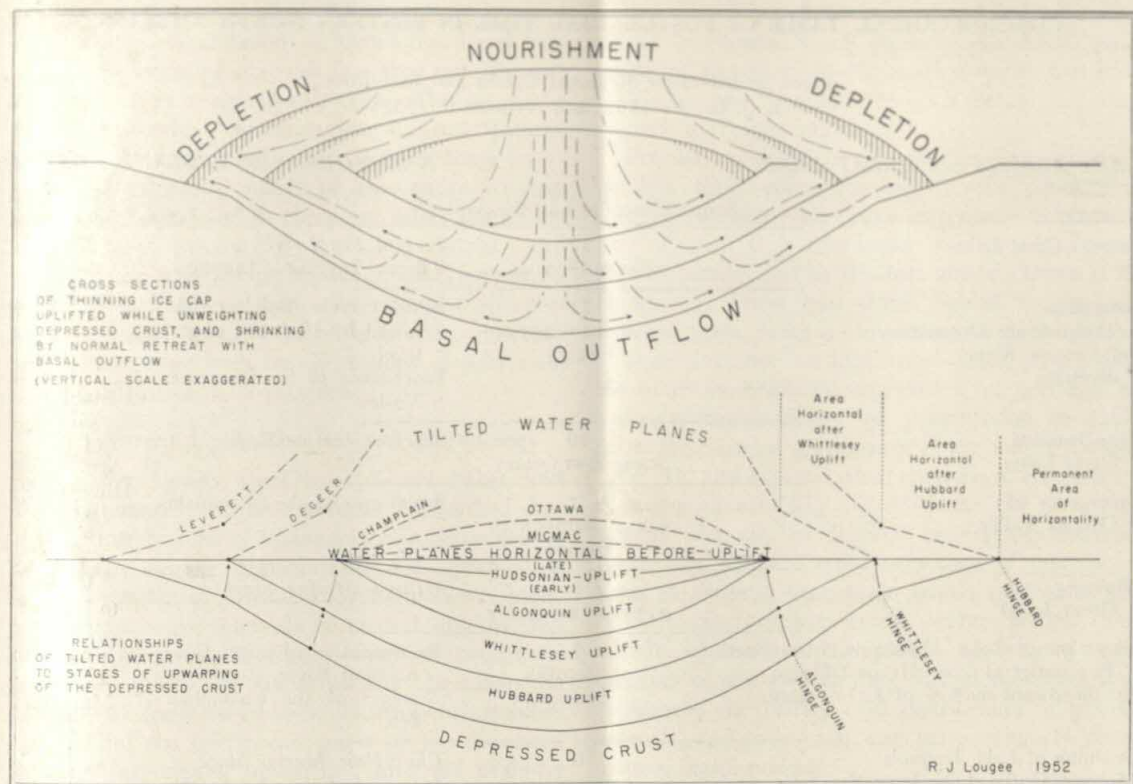 NOURISHMENT
DEPLETION
DEPLETION
BASAL OUTFLOW
CROSS SECTIONS
OF THINNING ICE CAP
UPLIFTED WHILE UNWEIGHTING
DEPRESSED CRUST, AND SHRINKING
BY NORMAL RETREAT WITH
BASAL OUTFLOW
(VERTICAL SCALE EXAGGERATED)
TILTED WATER PLANES
Area
Horizontal
after
Whittlesey
Uplift
Area
Horizontal
after
Hubbard
Uplift
Permanent
Area
of
Horizontality
LEVERETT
DEGEER
CHAMPLAIN
OTTAWA
MICMAC
WATER-PLANES HORIZONTAL BEFORE-UPLIFT
(LATE)
HUDSONIAN-UPLIFT
(EARLY)
ALGONQUIN UPLIFT
WHITTLESEY UPLIFT
HUBBARD UPLIFT
DEPRESSED CRUST
ALGONQUIN
HINGE
WHITTLESEY
HINGE
HUBBARD
HINGE
RELATIONSHIPS
OF TILTED WATER PLANES
TO STAGES OF UPWARPING
OF THE DEPRESSED CRUST
R. J Lougee 1952